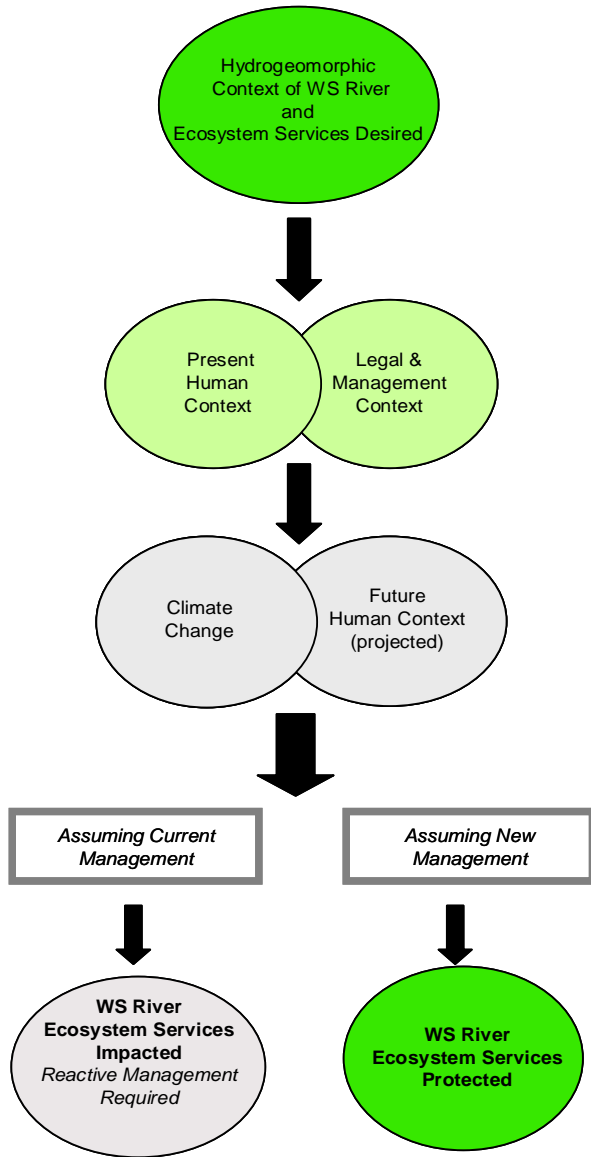 Hydrogeomorphic
Context of WS River
and
Ecosystem Services Desired
Present
Human
Context
Legal &
Management
Context
Climate
Change
Future
Human Context
(projected)
Assuming Current
Management
Assuming New
Management
WS River
Ecosystem Services
Impacted
Reactive Management
Required
WS River
Ecosystem Services
Protected